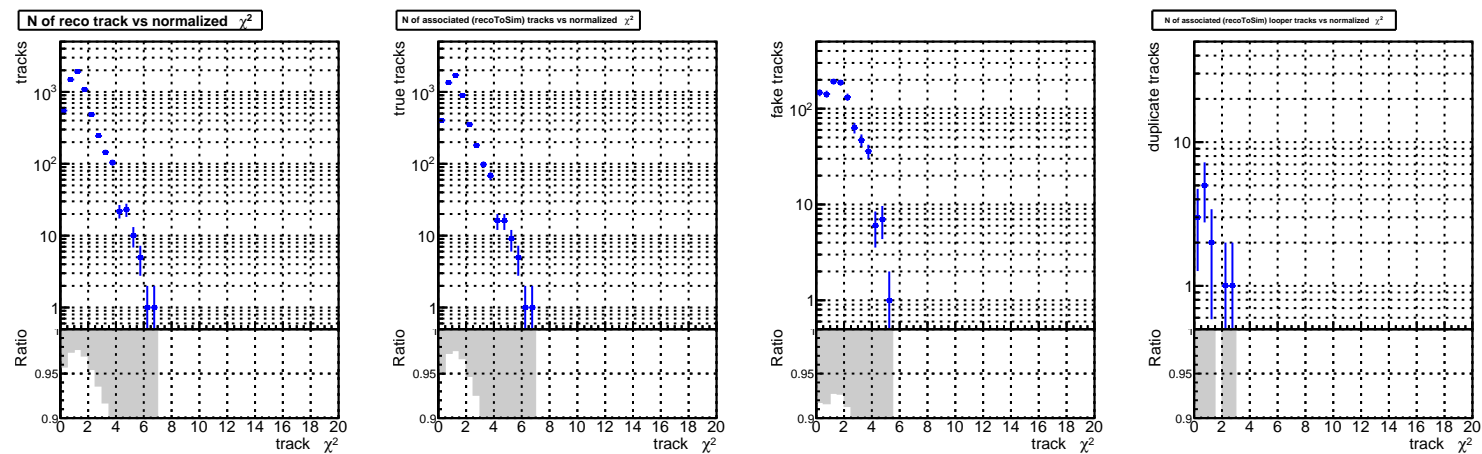 N of reco track vs normalized χ²
tracks
10³
10²
10
1
Ratio
1
0.95
0.9
0 2 4 6 8 10 12 14 16 18 20
track χ²
N of associated (recoToSim) tracks vs normalized χ²
true tracks
10³
10²
10
1
Ratio
1
0.95
0.9
0 2 4 6 8 10 12 14 16 18 20
track χ²
fake tracks
10²
10
1
Ratio
1
0.95
0.9
0 2 4 6 8 10 12 14 16 18 20
track χ²
N of associated (recoToSim) looper tracks vs normalized χ²
duplicate tracks
10
1
Ratio
1
0.95
0.9
0 2 4 6 8 10 12 14 16 18 20
track χ²